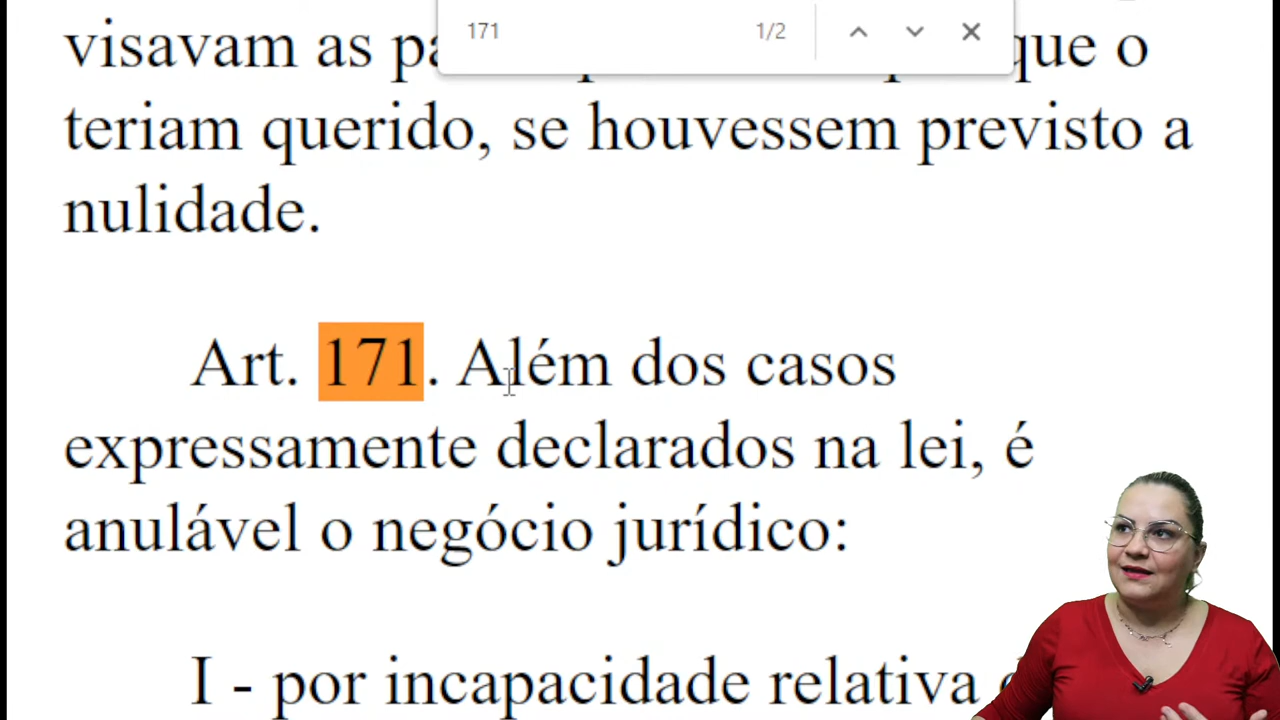 171 1/2
visavam as que o
teriam querido, se houvessem previsto a
nulidade.
Art. 171. Além dos casos
expressamente declarados na lei, é
anulável o negócio jurídico:
I - por incapacidade relativa